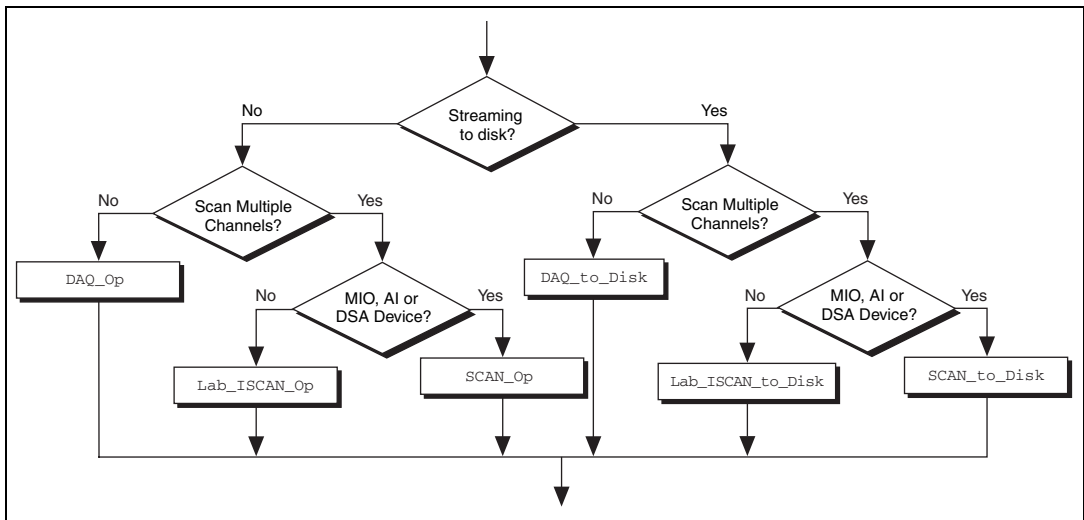 Streaming
to disk?
No
Yes
Scan Multiple
Channels?
No
Yes
Scan Multiple
Channels?
No
Yes
DAQ_Op
MIO, AI or
DSA Device?
No
Yes
DAQ_to_Disk
MIO, AI or
DSA Device?
No
Yes
Lab_ISCAN_Op
SCAN_Op
Lab_ISCAN_to_Disk
SCAN_to_Disk